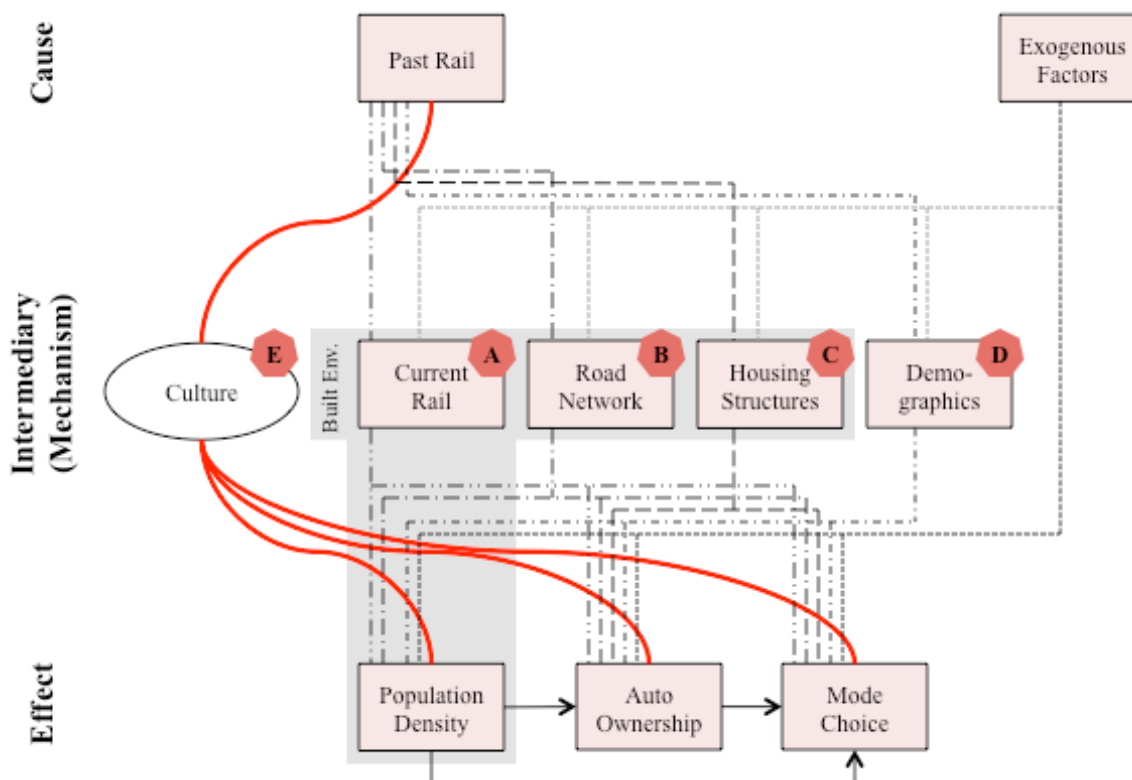 Cause
Past Rail
Exogenous
Factors
Intermediary
(Mechanism)
Culture
E
Built Env.
Current
Rail
A
Road
Network
B
Housing
Structures
C
Demo-
graphics
D
Effect
Population
Density
Auto
Ownership
Mode
Choice